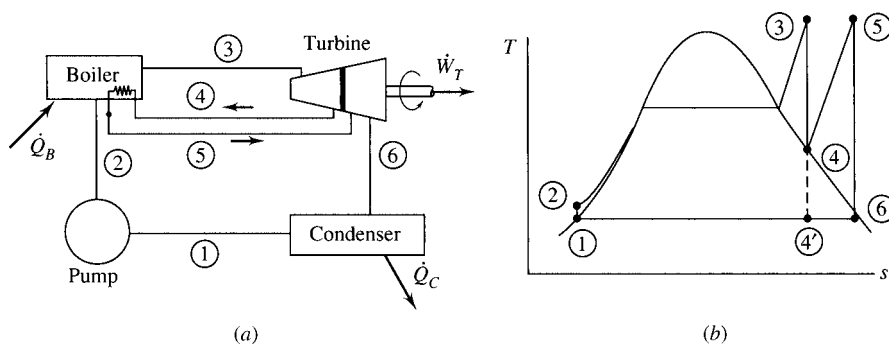 Turbine
Boiler
③
④
⑤
②
⑥
①
Ẇ_T
Q̇_B
Pump
Condenser
Q̇_C
(a)
T
③
⑤
④
②
⑥
①
④′
s
(b)